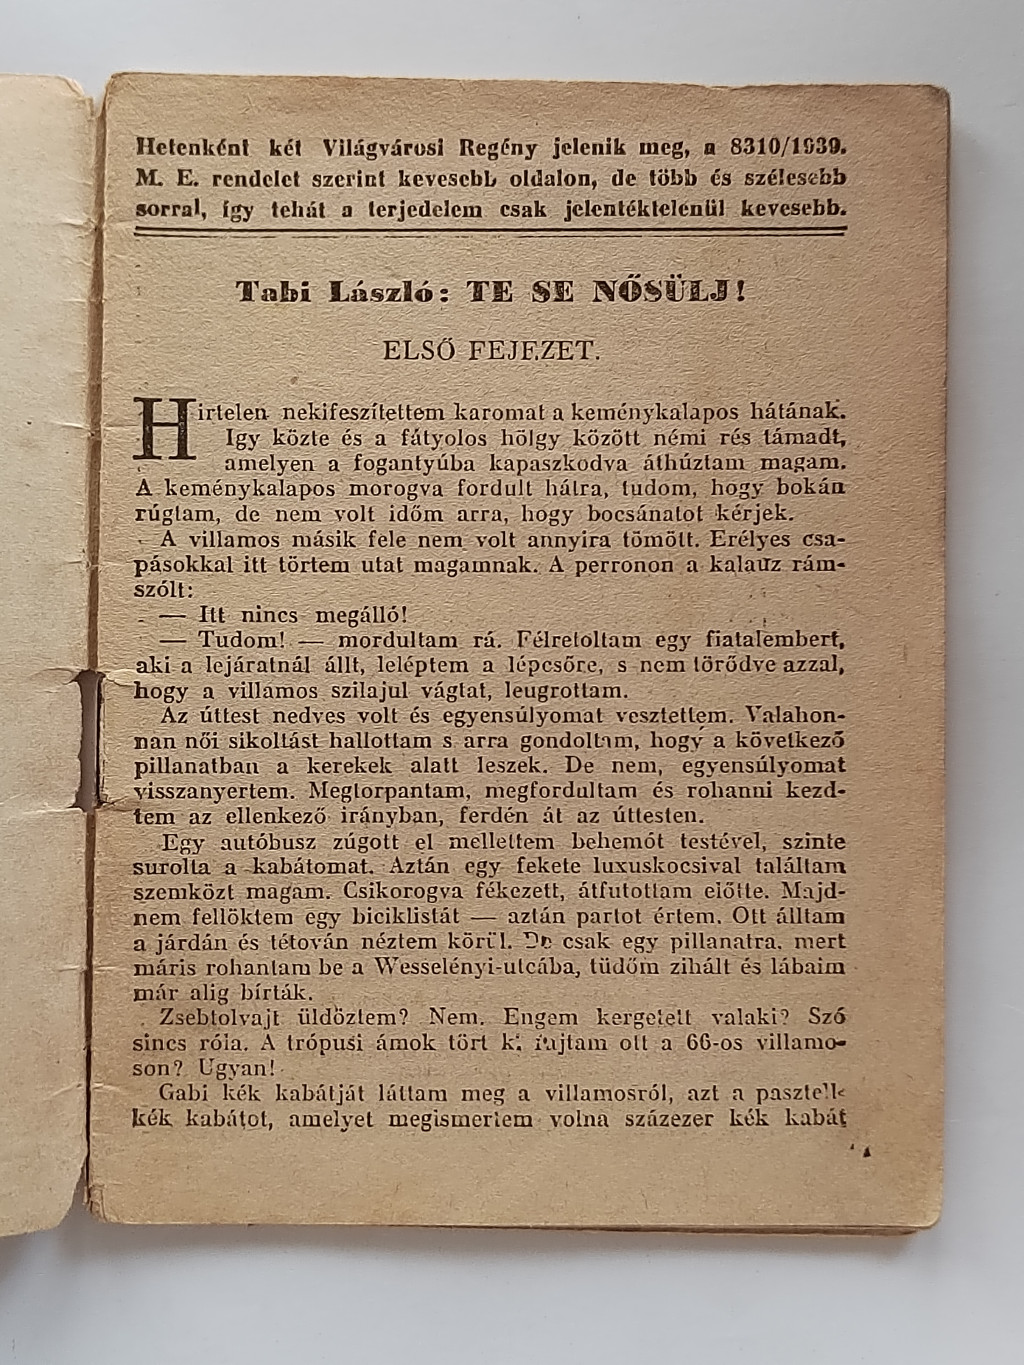 Hetenként két Világvárosi Regény jelenik meg, a 8310/1939.
M. E. rendelet szerint kevesebb oldalon, de több és szélesebb
sorral, így tehát a terjedelem csak jelentéktelenül kevesebb.
Tabi László: TE SE NŐSÜLJ!
ELSŐ FEJEZET.
Hirtelen nekifeszítettem karomat a keménykalapos hátának.
Igy közte és a fátyolos hölgy között némi rés támadt,
amelyen a fogantyúba kapaszkodva áthúztam magam.
A keménykalapos morogva fordult hátra, tudom, hogy bokán
rúgtam, de nem volt időm arra, hogy bocsánatot kérjek.
A villamos másik fele nem volt annyira tömött. Erélyes csa-
pásokkal itt törtem utat magamnak. A perronon a kalauz rám-
szólt:
— Itt nincs megálló!
— Tudom! — mordultam rá. Félretoltam egy fiatalembert,
aki a lejáratnál állt, leléptem a lépcsőre, s nem törődve azzal,
hogy a villamos szilajul vágtat, leugrottam.
Az úttest nedves volt és egyensúlyomat vesztettem. Valahon-
nan női sikoltást hallottam s arra gondoltam, hogy a következő
pillanatban a kerekek alatt leszek. De nem, egyensúlyomat
visszanyertem. Megtorpantam, megfordultam és rohanni kezd-
tem az ellenkező irányban, ferdén át az úttesten.
Egy autóbusz zúgott el mellettem behemót testével, szinte
surolta a kabátomat. Aztán egy fekete luxuskocsival találtam
szemközt magam. Csikorogva fékezett, átfutottam előtte. Majd-
nem fellöktem egy biciklistát — aztán partot értem. Ott álltam
a járdán és tétován néztem körül. De csak egy pillanatra, mert
máris rohantam be a Wesselényi-utcába, tüdőm zihált és lábaim
már alig bírták.
Zsebtolvajt üldöztem? Nem. Engem kergetett valaki? Szó
sincs róla. A trópusi ámok tört ki rajtam ott a 66-os villamo-
son? Ugyan!
Gabi kék kabátját láttam meg a villamosról, azt a pasztell-
kék kabátot, amelyet megismertem volna százezer kék kabát